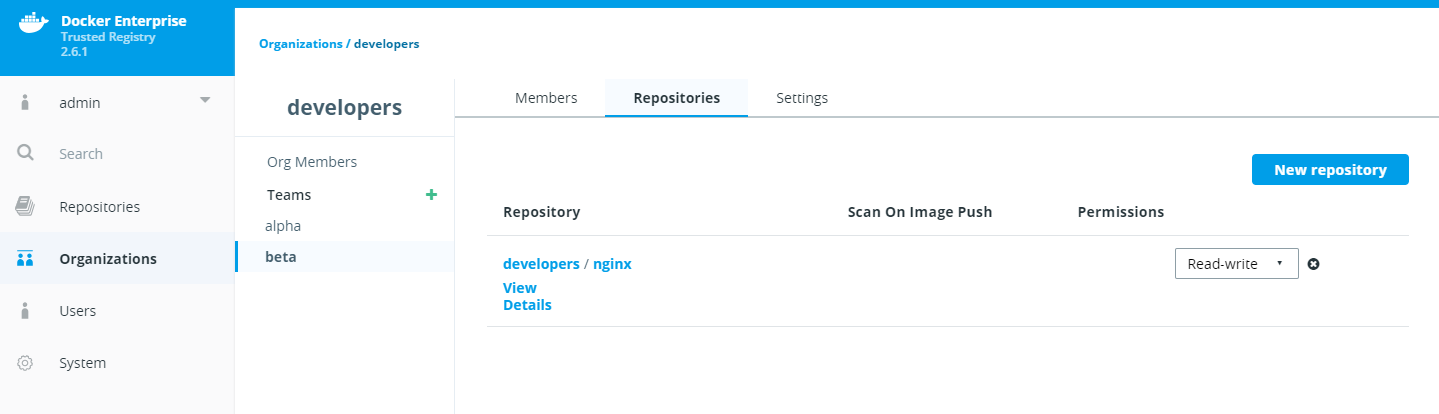 Docker Enterprise
Trusted Registry
2.6.1
admin
Search
Repositories
Organizations
Users
System
Organizations / developers
developers
Org Members
Teams
alpha
beta
Members Repositories Settings
New repository
Repository Scan On Image Push Permissions
developers / nginx Read-write
View
Details